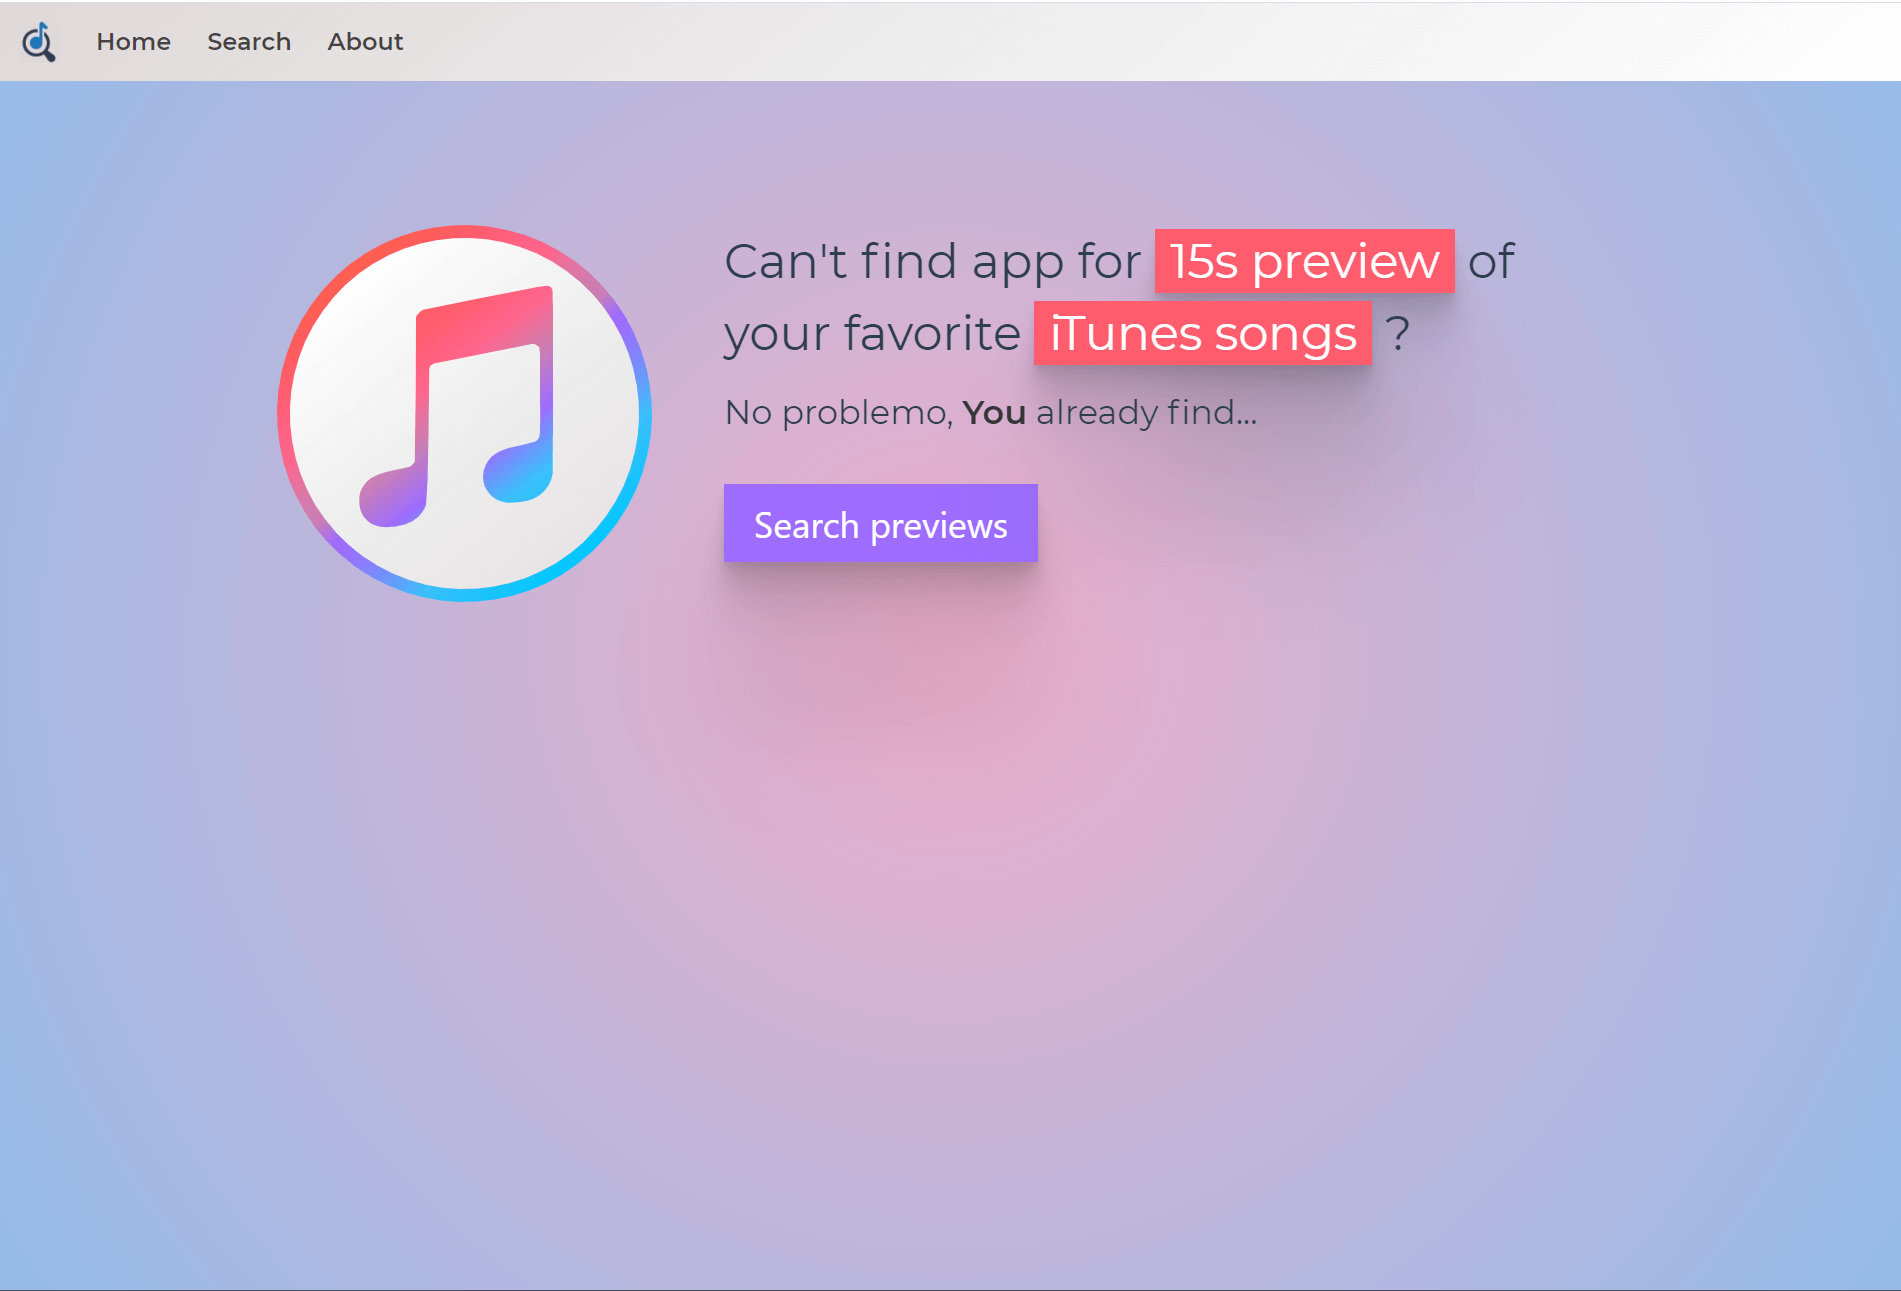 Home Search About
Can't find app for 15s preview of
your favorite iTunes songs ?
No problemo, You already find...
Search previews